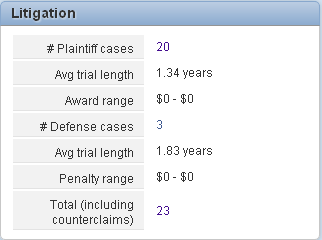 Litigation
# Plaintiff cases 20
Avg trial length 1.34 years
Award range $0 - $0
# Defense cases 3
Avg trial length 1.83 years
Penalty range $0 - $0
Total (including
counterclaims) 23